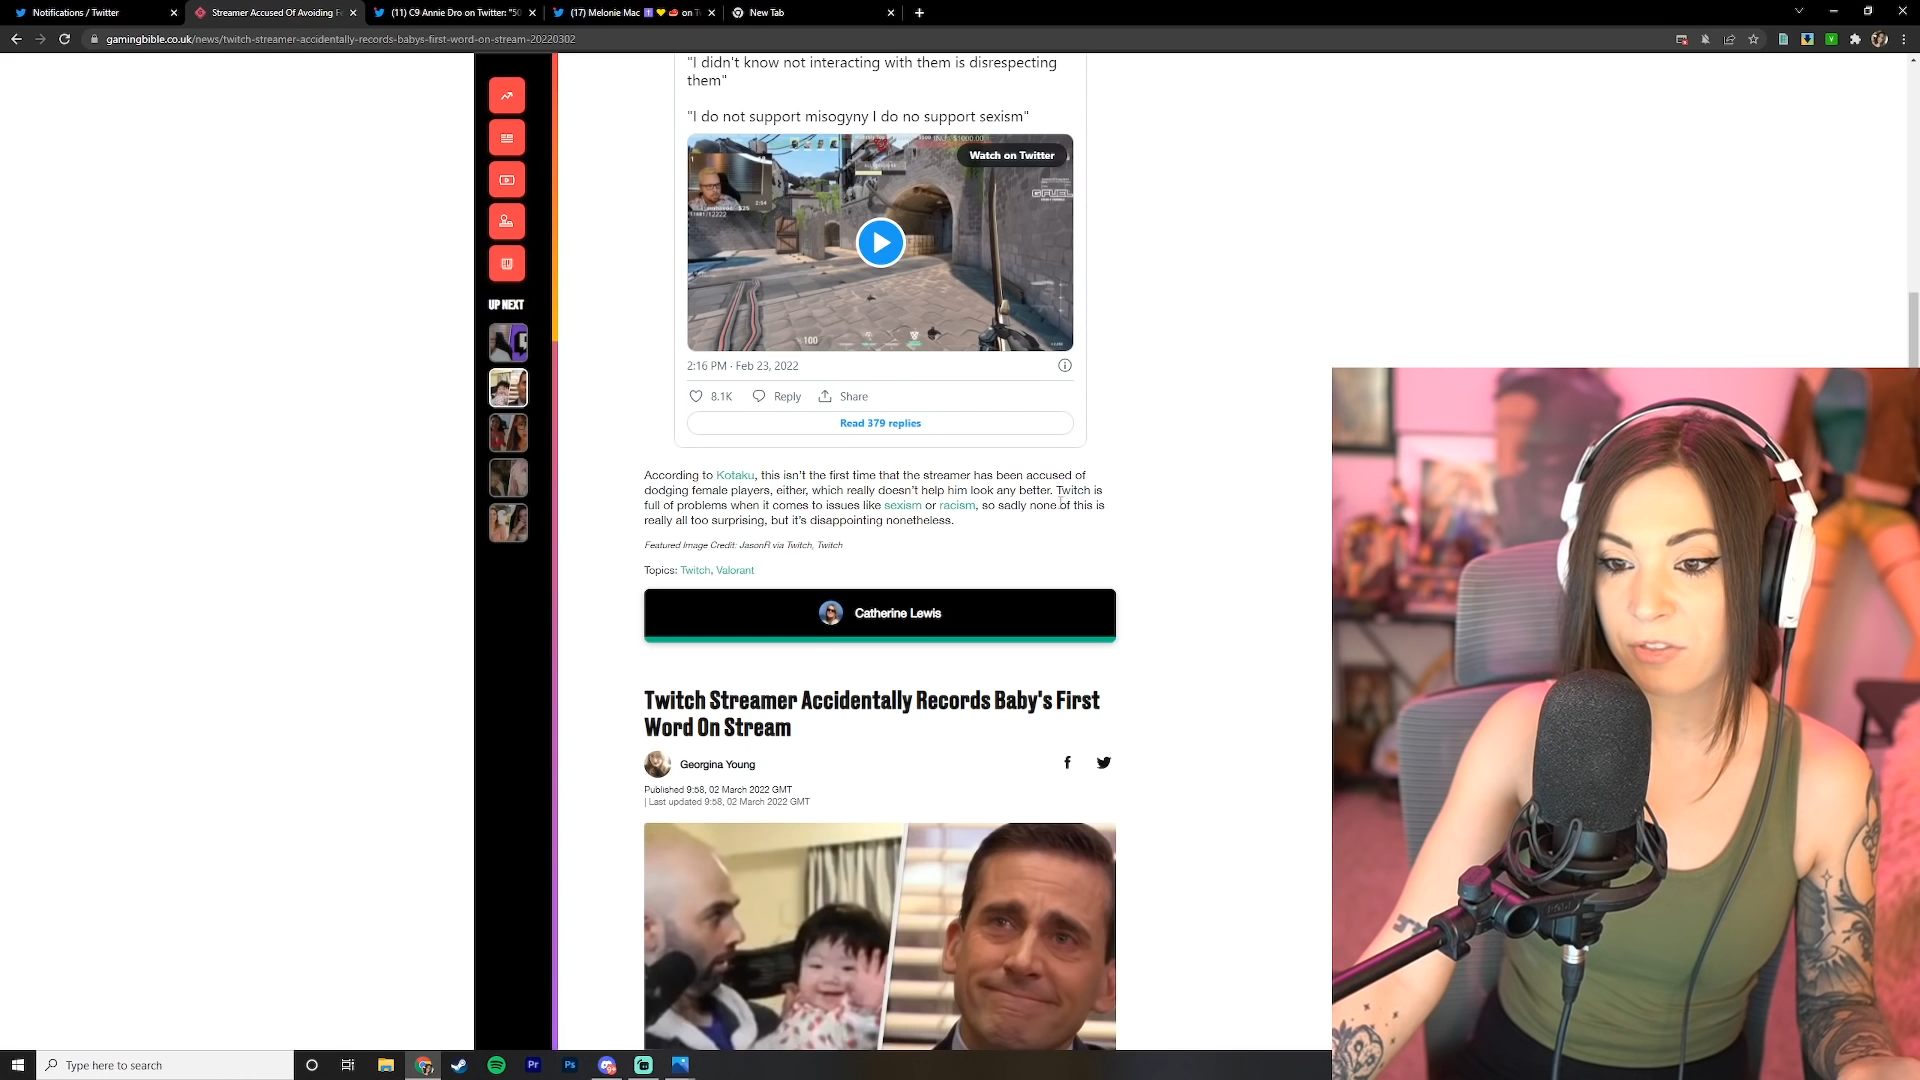 Notifications / Twitter
Streamer Accused Of Avoiding Fe
(11) C9 Annie Dro on Twitter: "50
(17) Melonie Mac
on T
New Tab
gamingbible.co.uk/news/twitch-streamer-accidentally-records-babys-first-word-on-stream-20220302
"I didn't know not interacting with them is disrespecting
them"
"I do not support misogyny I do no support sexism"
Watch on Twitter
GFUEL
100
2:16 PM · Feb 23, 2022
8.1K Reply Share
Read 379 replies
UP NEXT
According to Kotaku, this isn't the first time that the streamer has been accused of
dodging female players, either, which really doesn't help him look any better. Twitch is
full of problems when it comes to issues like sexism or racism, so sadly none of this is
really all too surprising, but it's disappointing nonetheless.
Featured Image Credit: JasonR via Twitch, Twitch
Topics: Twitch, Valorant
Catherine Lewis
Twitch Streamer Accidentally Records Baby's First
Word On Stream
Georgina Young
Published 9:58, 02 March 2022 GMT
| Last updated 9:58, 02 March 2022 GMT
Type here to search
Pr
Ps